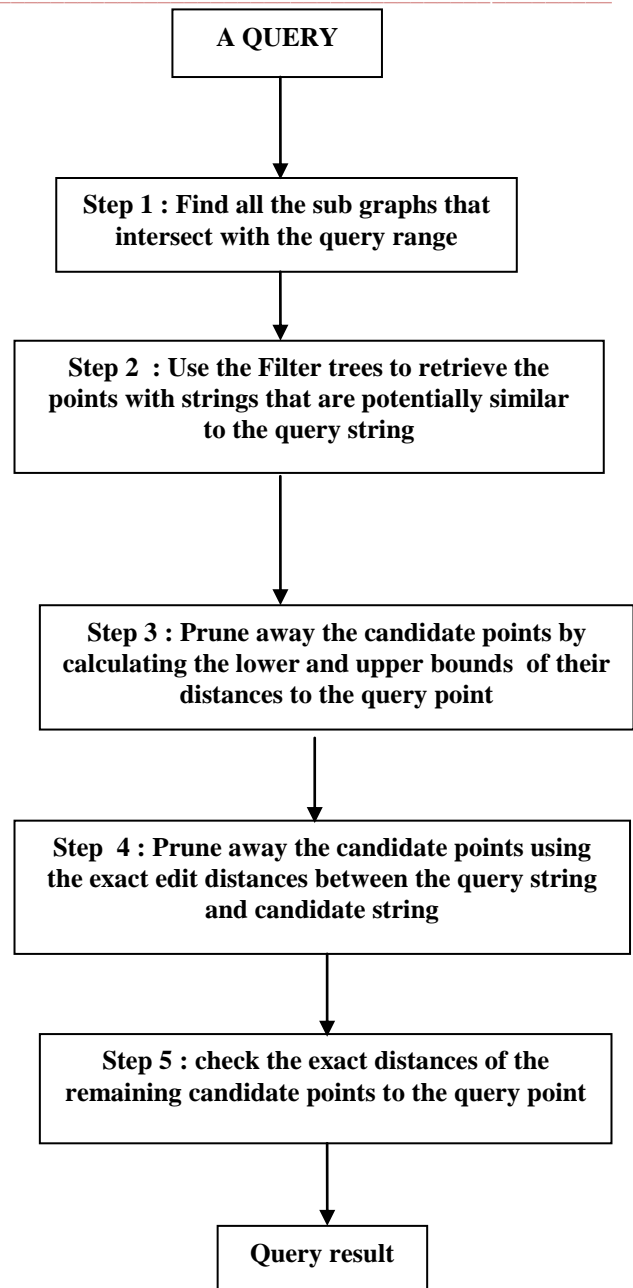 A QUERY
Step 1 : Find all the sub graphs that
intersect with the query range
Step 2 : Use the Filter trees to retrieve the
points with strings that are potentially similar
to the query string
Step 3 : Prune away the candidate points by
calculating the lower and upper bounds of their
distances to the query point
Step 4 : Prune away the candidate points using
the exact edit distances between the query string
and candidate string
Step 5 : check the exact distances of the
remaining candidate points to the query point
Query result